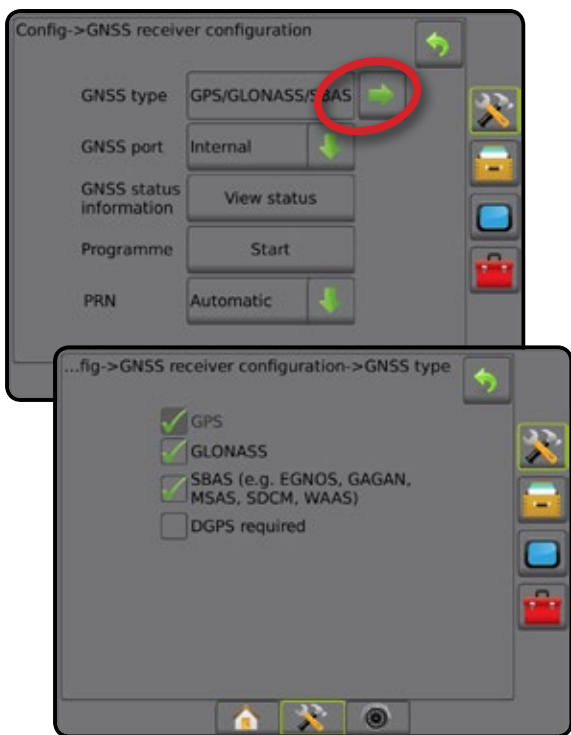 Config->GNSS receiver configuration
GNSS type GPS/GLONASS/SBAS
GNSS port Internal
GNSS status
information View status
Programme Start
PRN Automatic
...fig->GNSS receiver configuration->GNSS type
GPS
GLONASS
SBAS (e.g. EGNOS, GAGAN,
MSAS, SDCM, WAAS)
DGPS required